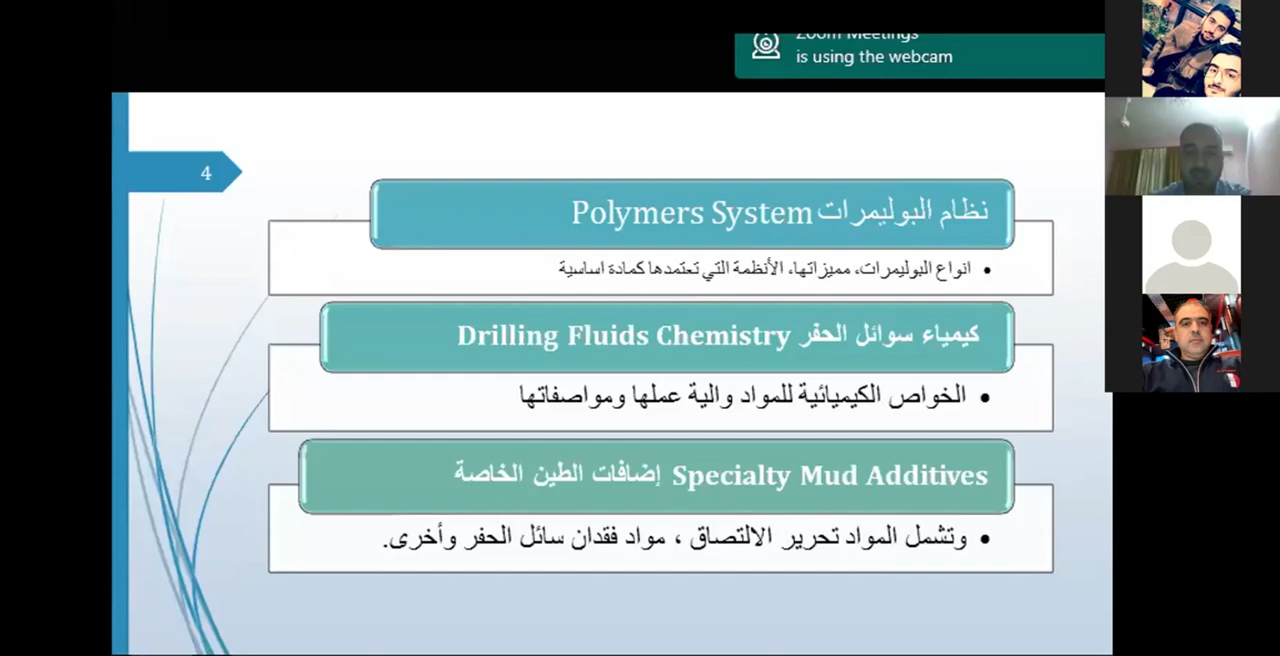 Zoom Meetings
is using the webcam
4
نظام البوليمرات Polymers System
• انواع البوليمرات، مميزاتها، الأنظمة التي تعتمدها كمادة اساسية
كيمياء سوائل الحفر Drilling Fluids Chemistry
• الخواص الكيميائية للمواد والية عملها ومواصفاتها
Specialty Mud Additives إضافات الطين الخاصة
• وتشمل المواد تحرير الالتصاق ، مواد فقدان سائل الحفر وأخرى.